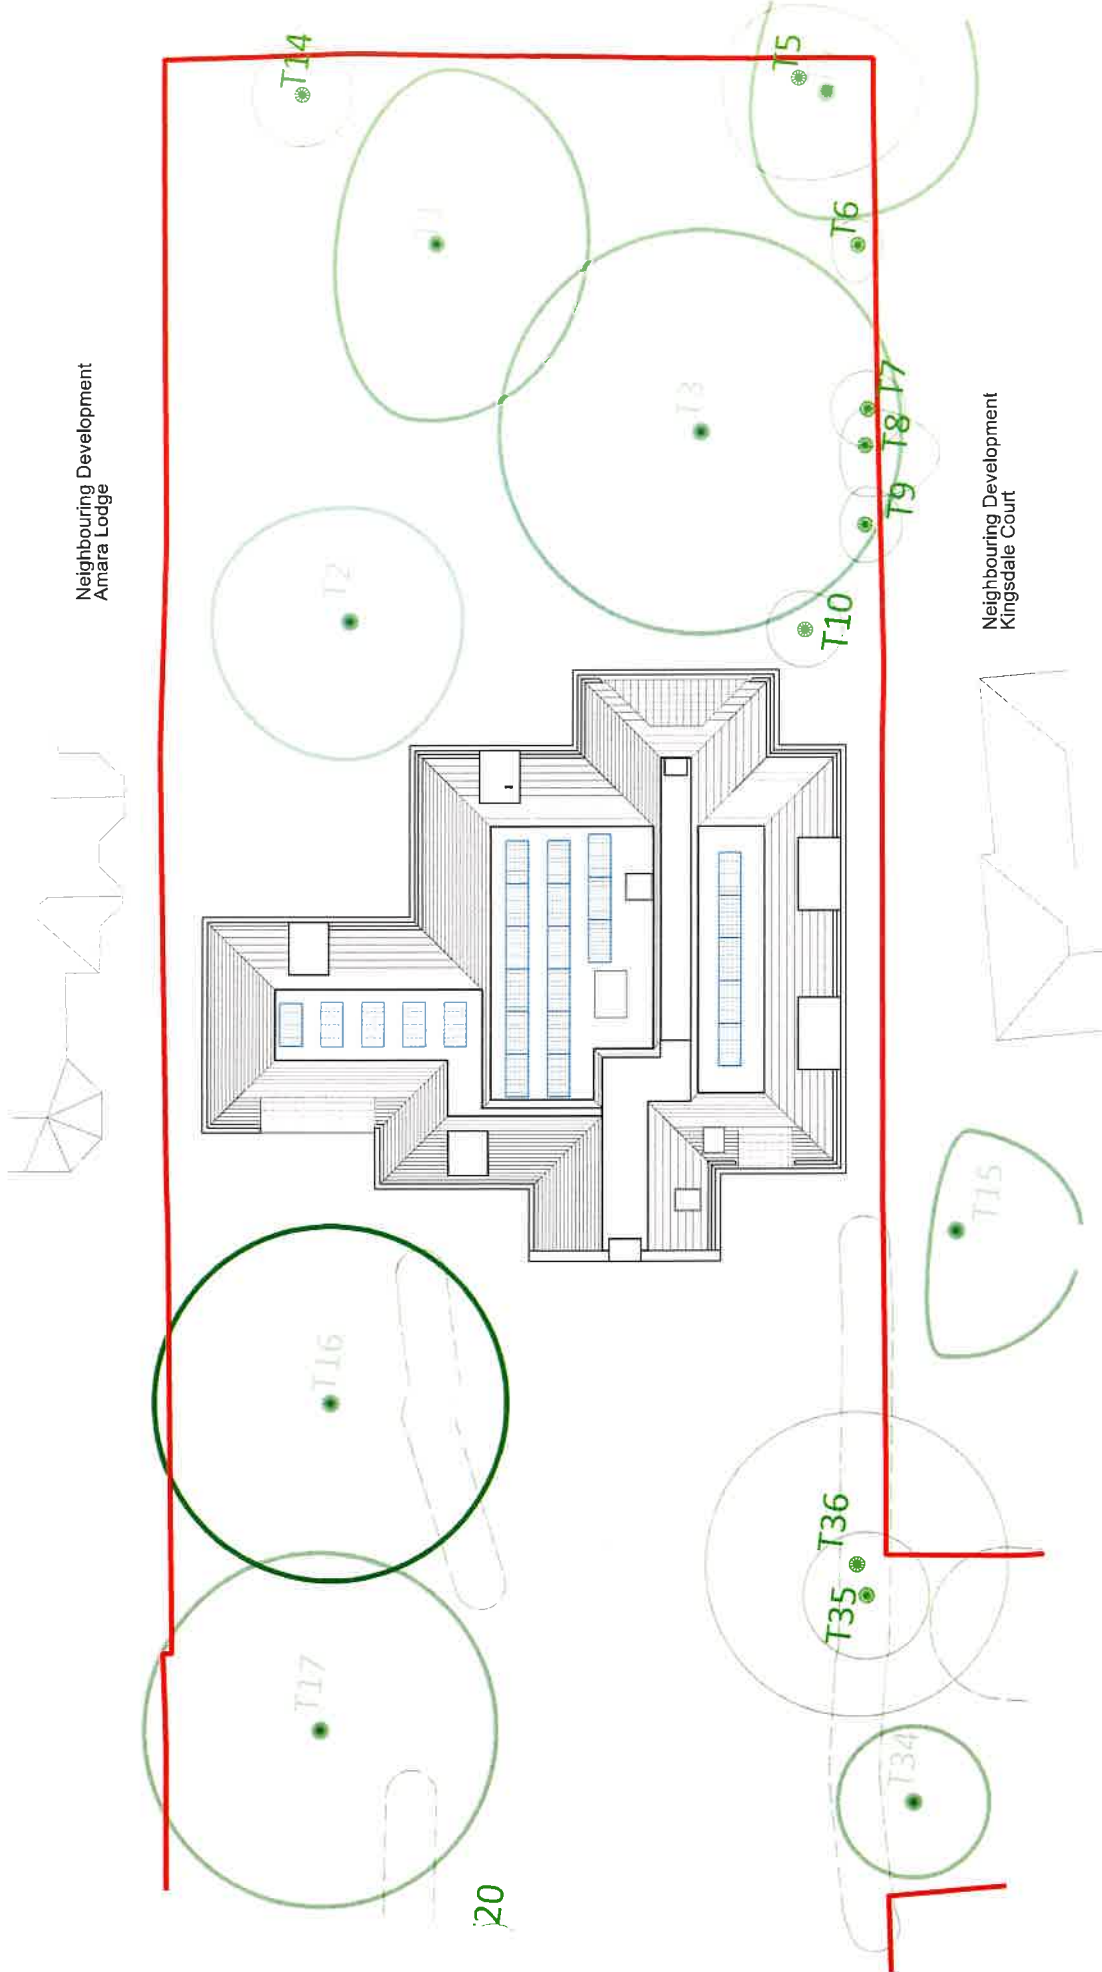 T14
T5
T1
T6
Neighbouring Development
Amara Lodge
T3
T7
T8
T9
Neighbouring Development
Kingsdale Court
T2
T10
T15
T16
T36
T35
T17
T34
20